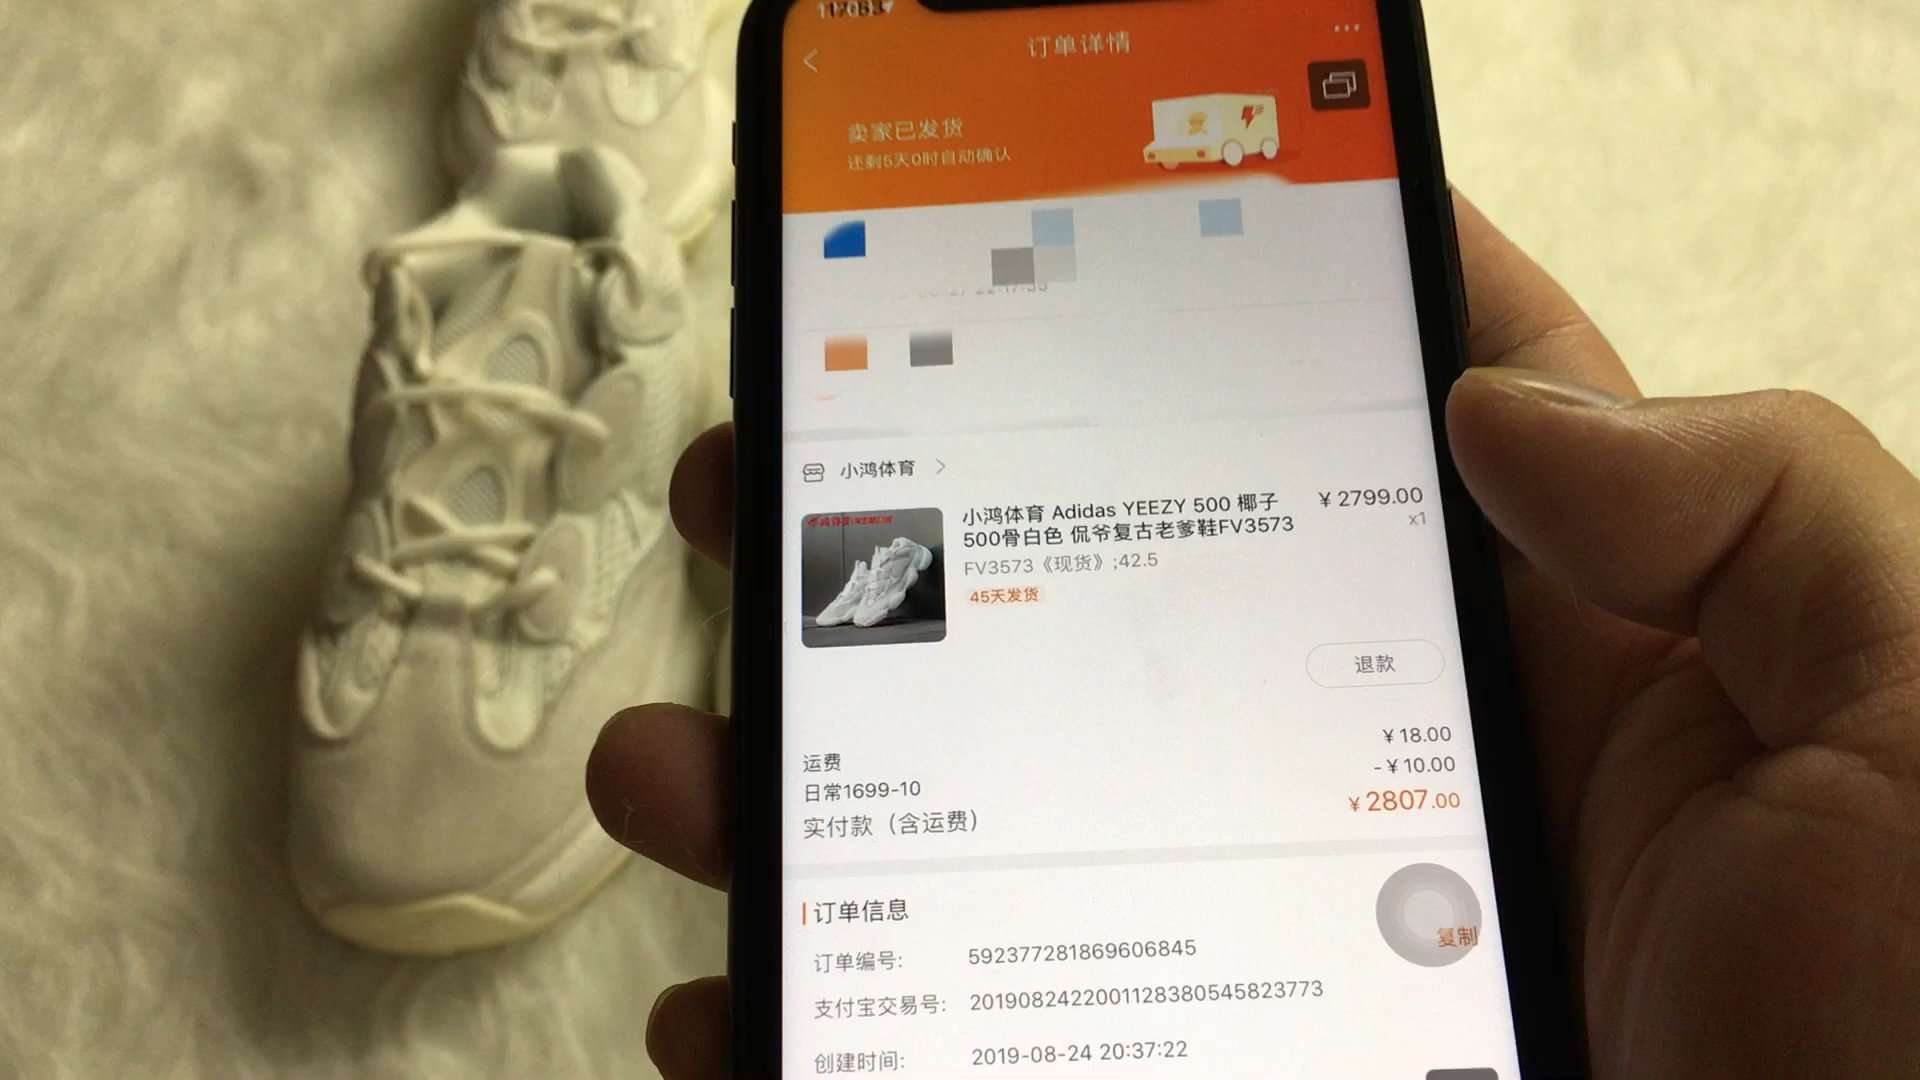 订单详情
卖家已发货
还剩5天0时自动确认
小鸿体育
小鸿体育 Adidas YEEZY 500 椰子
500骨白色 侃爷复古老爹鞋FV3573
¥ 2799.00
x1
FV3573《现货》;42.5
45天发货
退款
运费
¥ 18.00
日常1699-10
-¥ 10.00
实付款（含运费）
¥ 2807.00
订单信息
订单编号:
592377281869606845
复制
支付宝交易号:
2019082422001128380545823773
创建时间:
2019-08-24 20:37:22